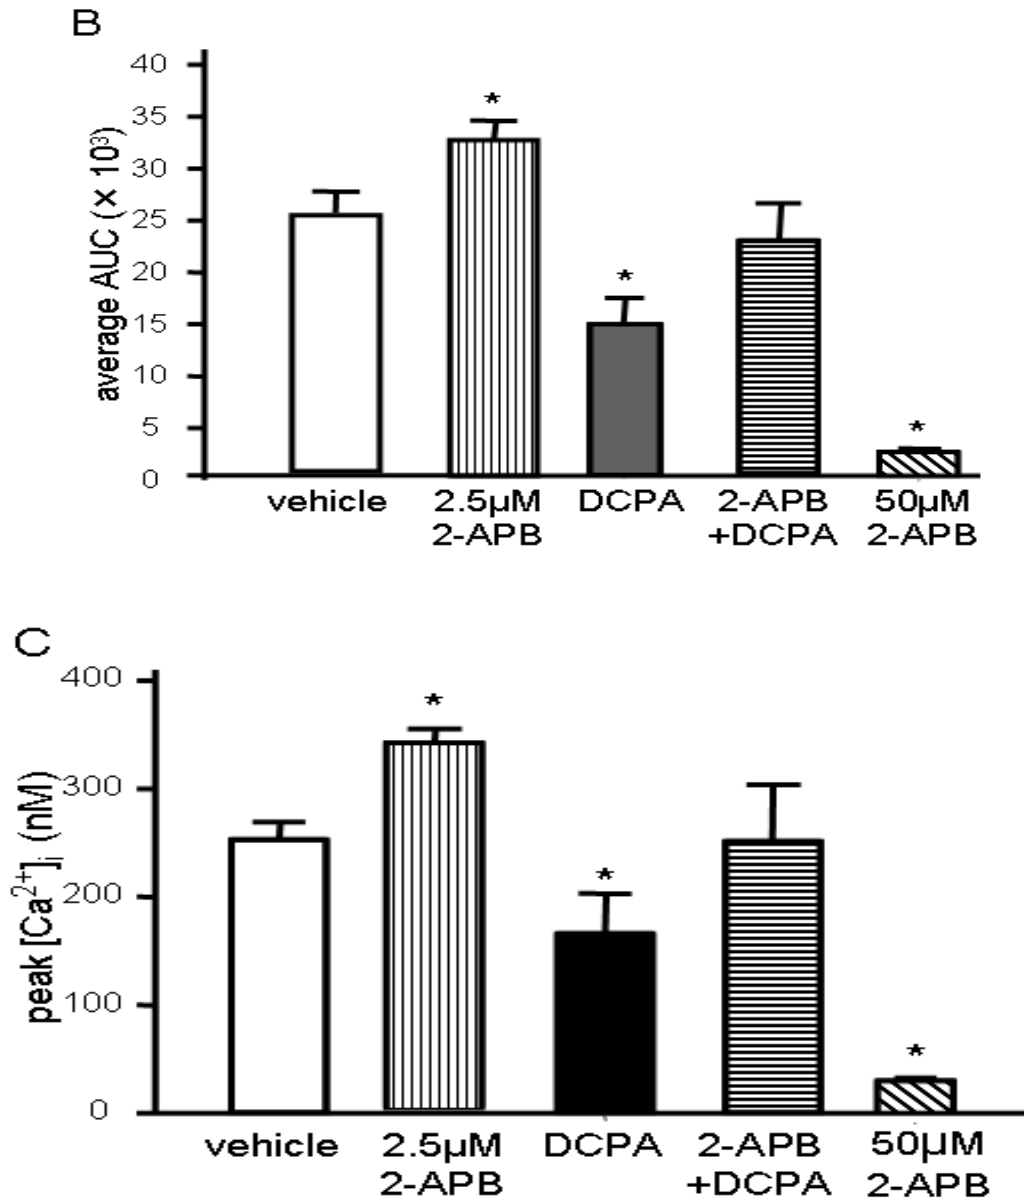 B
average AUC (× 10³)
40
35
30
25
20
15
10
5
0
*
*
*
vehicle 2.5µM DCPA 2-APB 50µM
2-APB +DCPA 2-APB
C
peak [Ca²⁺]i (nM)
400
300
200
100
0
*
*
*
vehicle 2.5µM DCPA 2-APB 50µM
2-APB +DCPA 2-APB